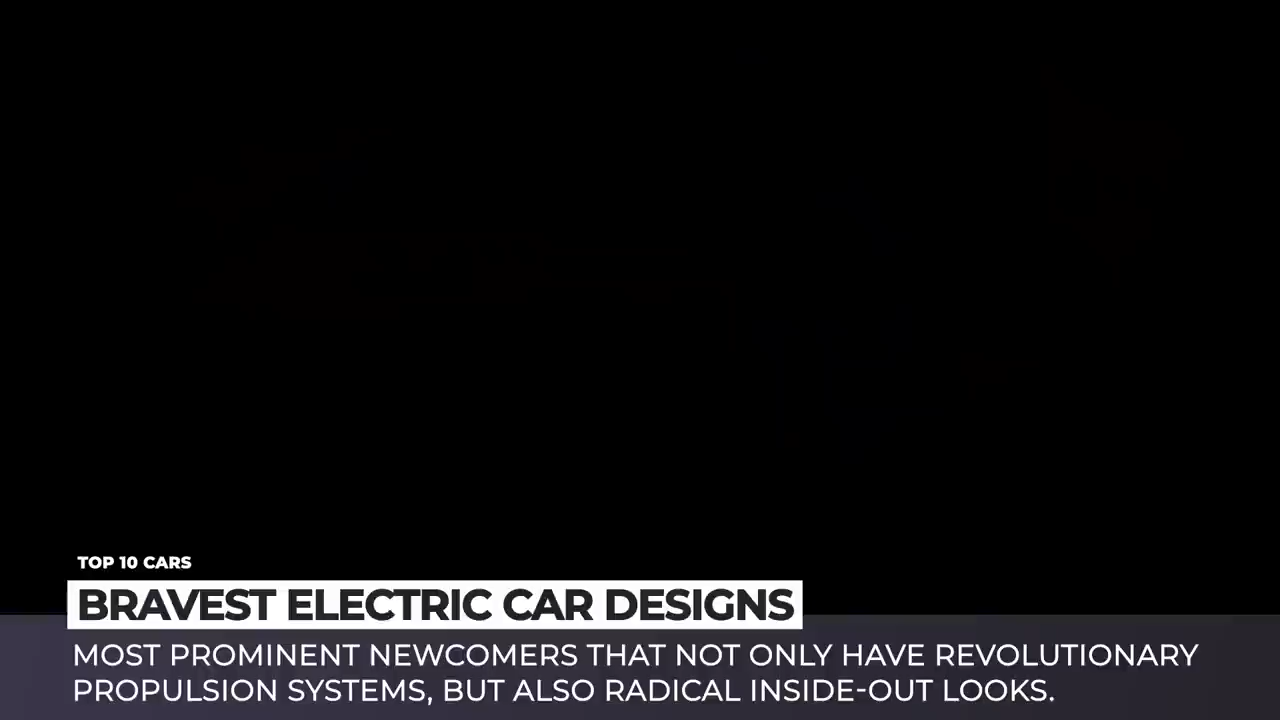 TOP 10 CARS
BRAVEST ELECTRIC CAR DESIGNS
MOST PROMINENT NEWCOMERS THAT NOT ONLY HAVE REVOLUTIONARY
PROPULSION SYSTEMS, BUT ALSO RADICAL INSIDE-OUT LOOKS.